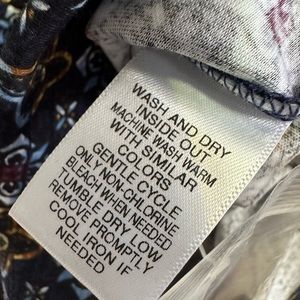 WASH AND DRY
INSIDE OUT
MACHINE WASH WARM
WITH SIMILAR
COLORS
GENTLE CYCLE
ONLY NON-CHLORINE
BLEACH WHEN NEEDED
TUMBLE DRY LOW
REMOVE PROMPTLY
COOL IRON IF
NEEDED